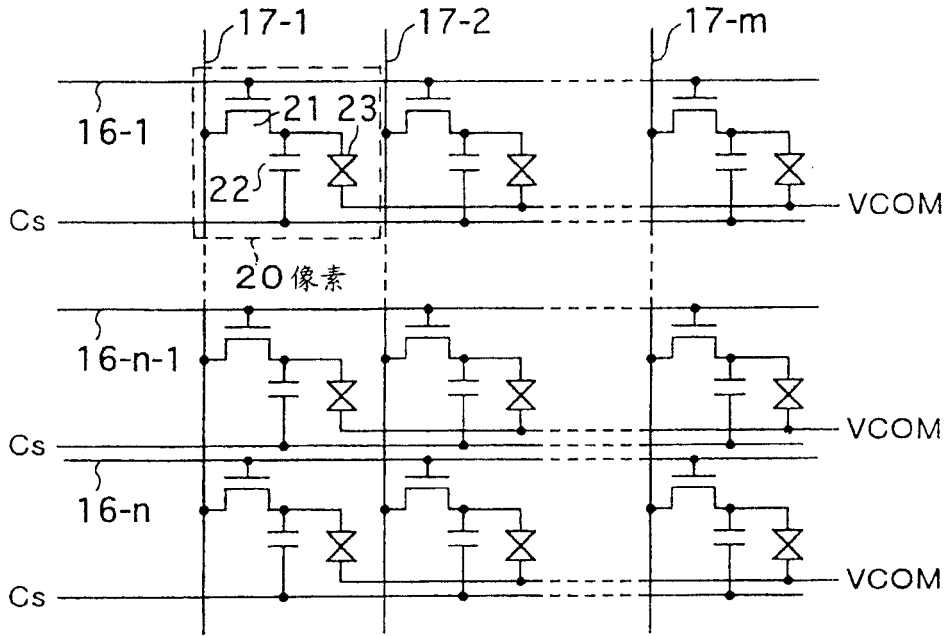 17-1
17-2
17-m
16-1
21
23
22
Cs
VCOM
20像素
16-n-1
Cs
VCOM
16-n
Cs
VCOM